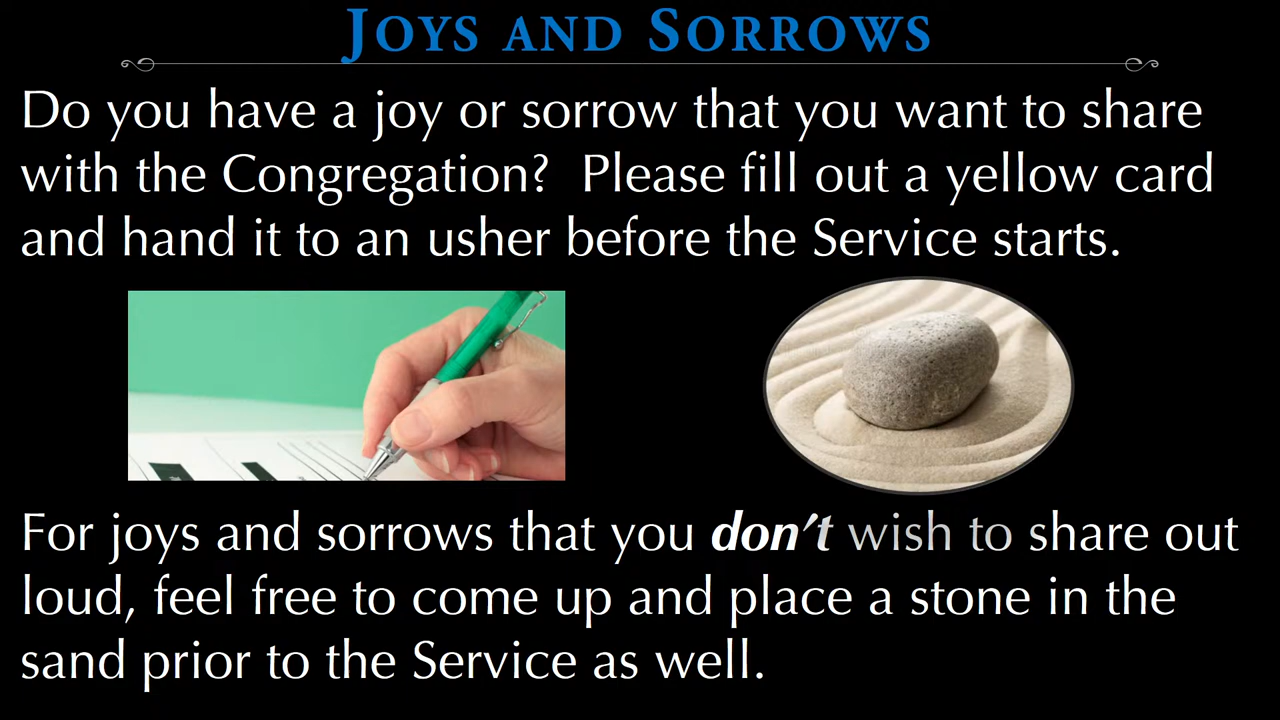 Joys and Sorrows
Do you have a joy or sorrow that you want to share
with the Congregation?  Please fill out a yellow card
and hand it to an usher before the Service starts.
For joys and sorrows that you don't wish to share out
loud, feel free to come up and place a stone in the
sand prior to the Service as well.